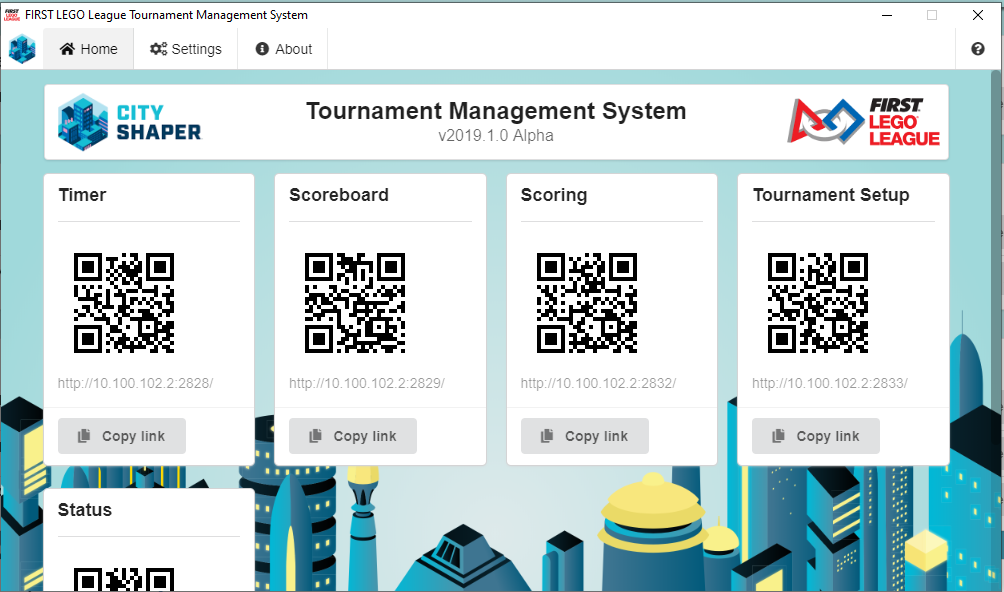 FIRST LEGO League Tournament Management System
Home
Settings
About
CITY
SHAPER
Tournament Management System
v2019.1.0 Alpha
FIRST
LEGO
LEAGUE
Timer
Scoreboard
Scoring
Tournament Setup
http://10.100.102.2:2828/
http://10.100.102.2:2829/
http://10.100.102.2:2832/
http://10.100.102.2:2833/
Copy link
Copy link
Copy link
Copy link
Status